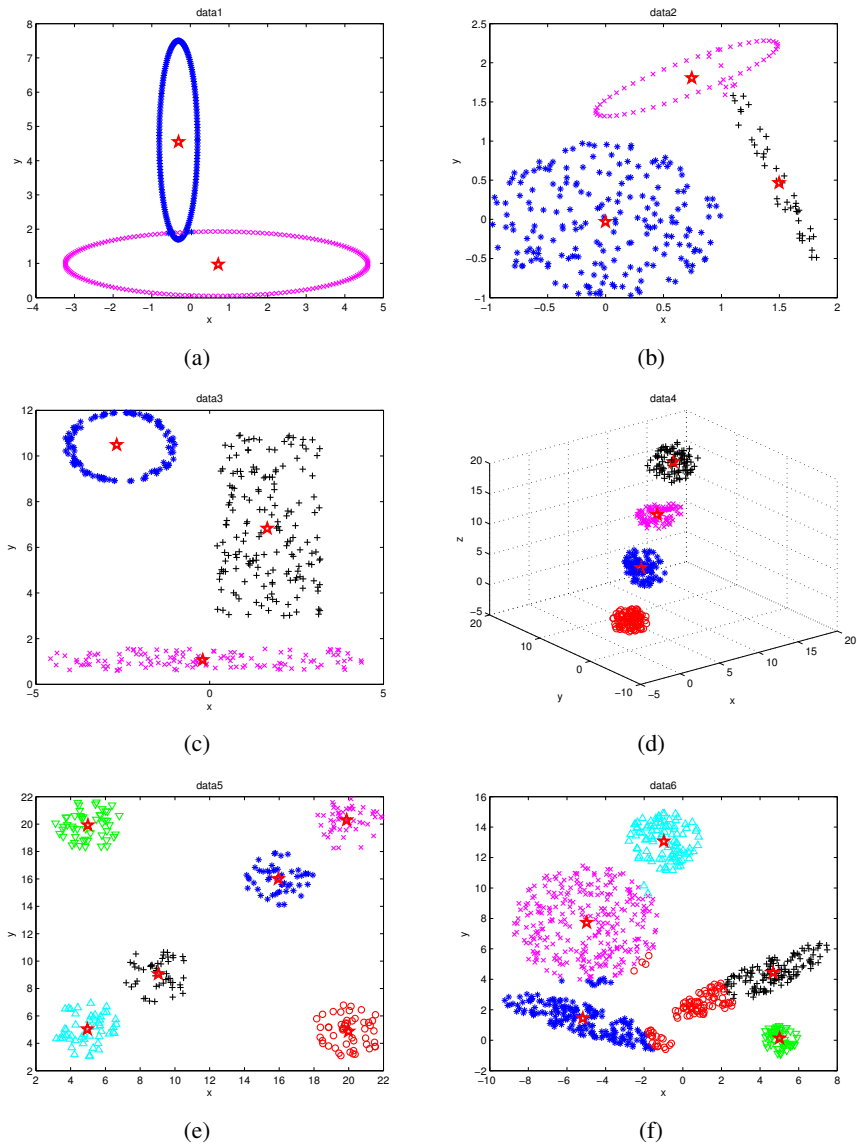 data1
8
7
6
5
4
3
2
1
0
y
−4 −3 −2 −1 0 1 2 3 4 5
x
(a)
data2
2.5
2
1.5
1
0.5
0
−0.5
−1
y
−1 −0.5 0 0.5 1 1.5 2
x
(b)
data3
12
10
8
6
4
2
0
y
−5 0 5
x
(c)
data4
20
15
10
5
0
−5
z
20 10 0 −10
y
−5 0 5 10 15 20
x
(d)
data5
22
20
18
16
14
12
10
8
6
4
2
y
2 4 6 8 10 12 14 16 18 20 22
x
(e)
data6
16
14
12
10
8
6
4
2
0
−2
y
−10 −8 −6 −4 −2 0 2 4 6 8
x
(f)